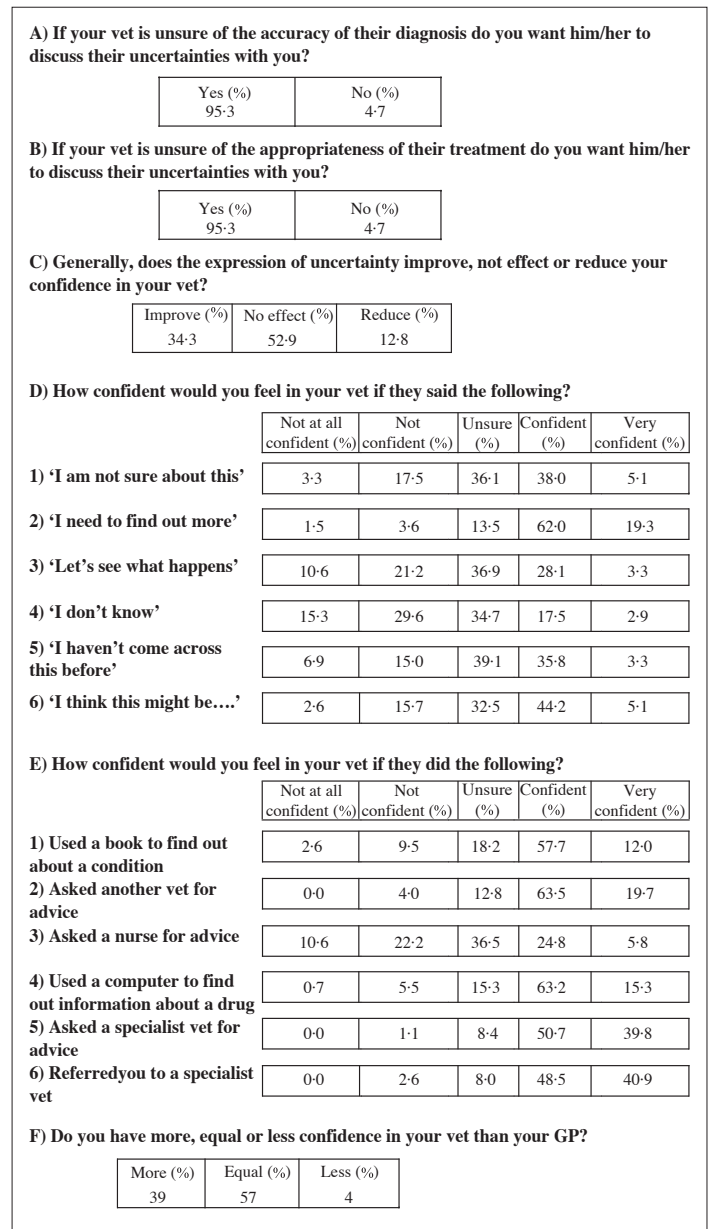 A) If your vet is unsure of the accuracy of their diagnosis do you want him/her to
discuss their uncertainties with you?
Yes (%) No (%)
95·3 4·7
B) If your vet is unsure of the appropriateness of their treatment do you want him/her
to discuss their uncertainties with you?
Yes (%) No (%)
95·3 4·7
C) Generally, does the expression of uncertainty improve, not effect or reduce your
confidence in your vet?
Improve (%) No effect (%) Reduce (%)
34·3 52·9 12·8
D) How confident would you feel in your vet if they said the following?
Not at all Not Unsure Confident Very
confident (%) confident (%) (%) (%) confident (%)
1) ‘I am not sure about this’ 3·3 17·5 36·1 38·0 5·1
2) ‘I need to find out more’ 1·5 3·6 13·5 62·0 19·3
3) ‘Let’s see what happens’ 10·6 21·2 36·9 28·1 3·3
4) ‘I don’t know’ 15·3 29·6 34·7 17·5 2·9
5) ‘I haven’t come across
this before’ 6·9 15·0 39·1 35·8 3·3
6) ‘I think this might be….’ 2·6 15·7 32·5 44·2 5·1
E) How confident would you feel in your vet if they did the following?
Not at all Not Unsure Confident Very
confident (%) confident (%) (%) (%) confident (%)
1) Used a book to find out 2·6 9·5 18·2 57·7 12·0
about a condition
2) Asked another vet for 0·0 4·0 12·8 63·5 19·7
advice
3) Asked a nurse for advice 10·6 22·2 36·5 24·8 5·8
4) Used a computer to find 0·7 5·5 15·3 63·2 15·3
out information about a drug
5) Asked a specialist vet for 0·0 1·1 8·4 50·7 39·8
advice
6) Referredyou to a specialist 0·0 2·6 8·0 48·5 40·9
vet
F) Do you have more, equal or less confidence in your vet than your GP?
More (%) Equal (%) Less (%)
39 57 4